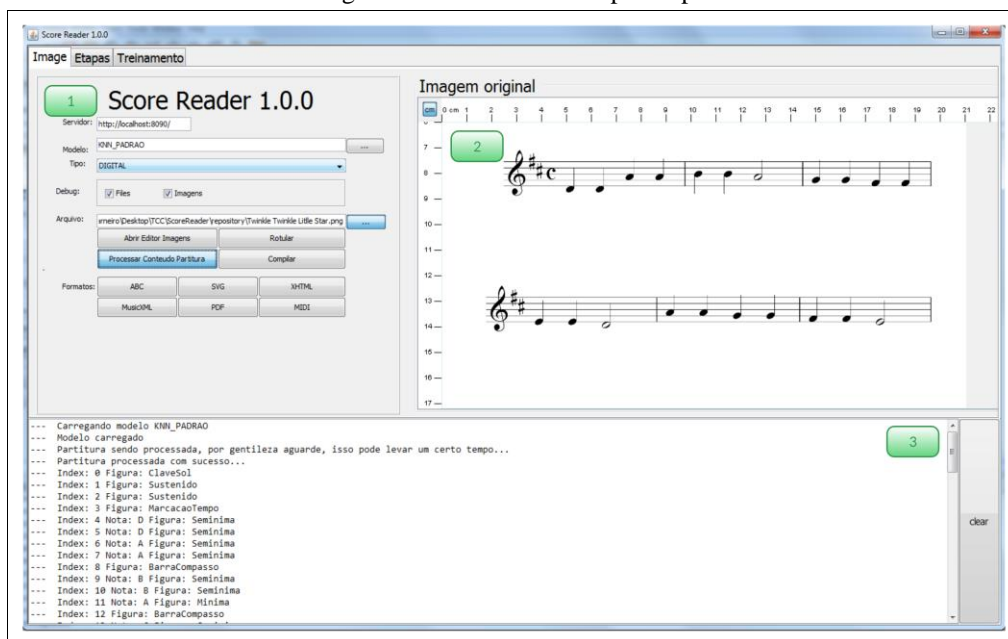 Score Reader 1.0.0
Image Etapas Treinamento
1
Score Reader 1.0.0
Servidor: http://localhost:8090/
Modelo: KNN_PADRAO ...
Tipo: DIGITAL
Debug: Files Imagens
Arquivo: rneiro\Desktop\TCC\ScoreReader\repository\Twinkle Twinkle Litlle Star.png ...
Abrir Editor Imagens Rotular
Processar Conteudo Partitura Compilar
Formatos: ABC SVG XHTML
MusicXML PDF MIDI
Imagem original
cm 0 cm 1 2 3 4 5 6 7 8 9 10 11 12 13 14 15 16 17 18 19 20 21 22
2
7
8
9
10
11
12
13
14
15
16
17
3
--- Carregando modelo KNN_PADRAO
--- Modelo carregado
--- Partitura sendo processada, por gentileza aguarde, isso pode levar um certo tempo...
--- Partitura processada com sucesso...
--- Index: 0 Figura: ClaveSol
--- Index: 1 Figura: Sustenido
--- Index: 2 Figura: Sustenido
--- Index: 3 Figura: MarcacaoTempo
--- Index: 4 Nota: D Figura: Seminima
--- Index: 5 Nota: D Figura: Seminima
--- Index: 6 Nota: A Figura: Seminima
--- Index: 7 Nota: A Figura: Seminima
--- Index: 8 Figura: BarraCompasso
--- Index: 9 Nota: B Figura: Seminima
--- Index: 10 Nota: B Figura: Seminima
--- Index: 11 Nota: A Figura: Minima
--- Index: 12 Figura: BarraCompasso
clear